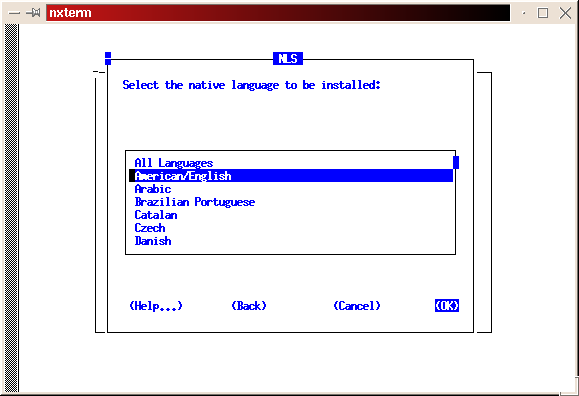 nxterm
NLS
Select the native language to be installed:
All Languages
American/English
Arabic
Brazilian Portuguese
Catalan
Czech
Danish
(Help...) (Back) (Cancel) (OK)